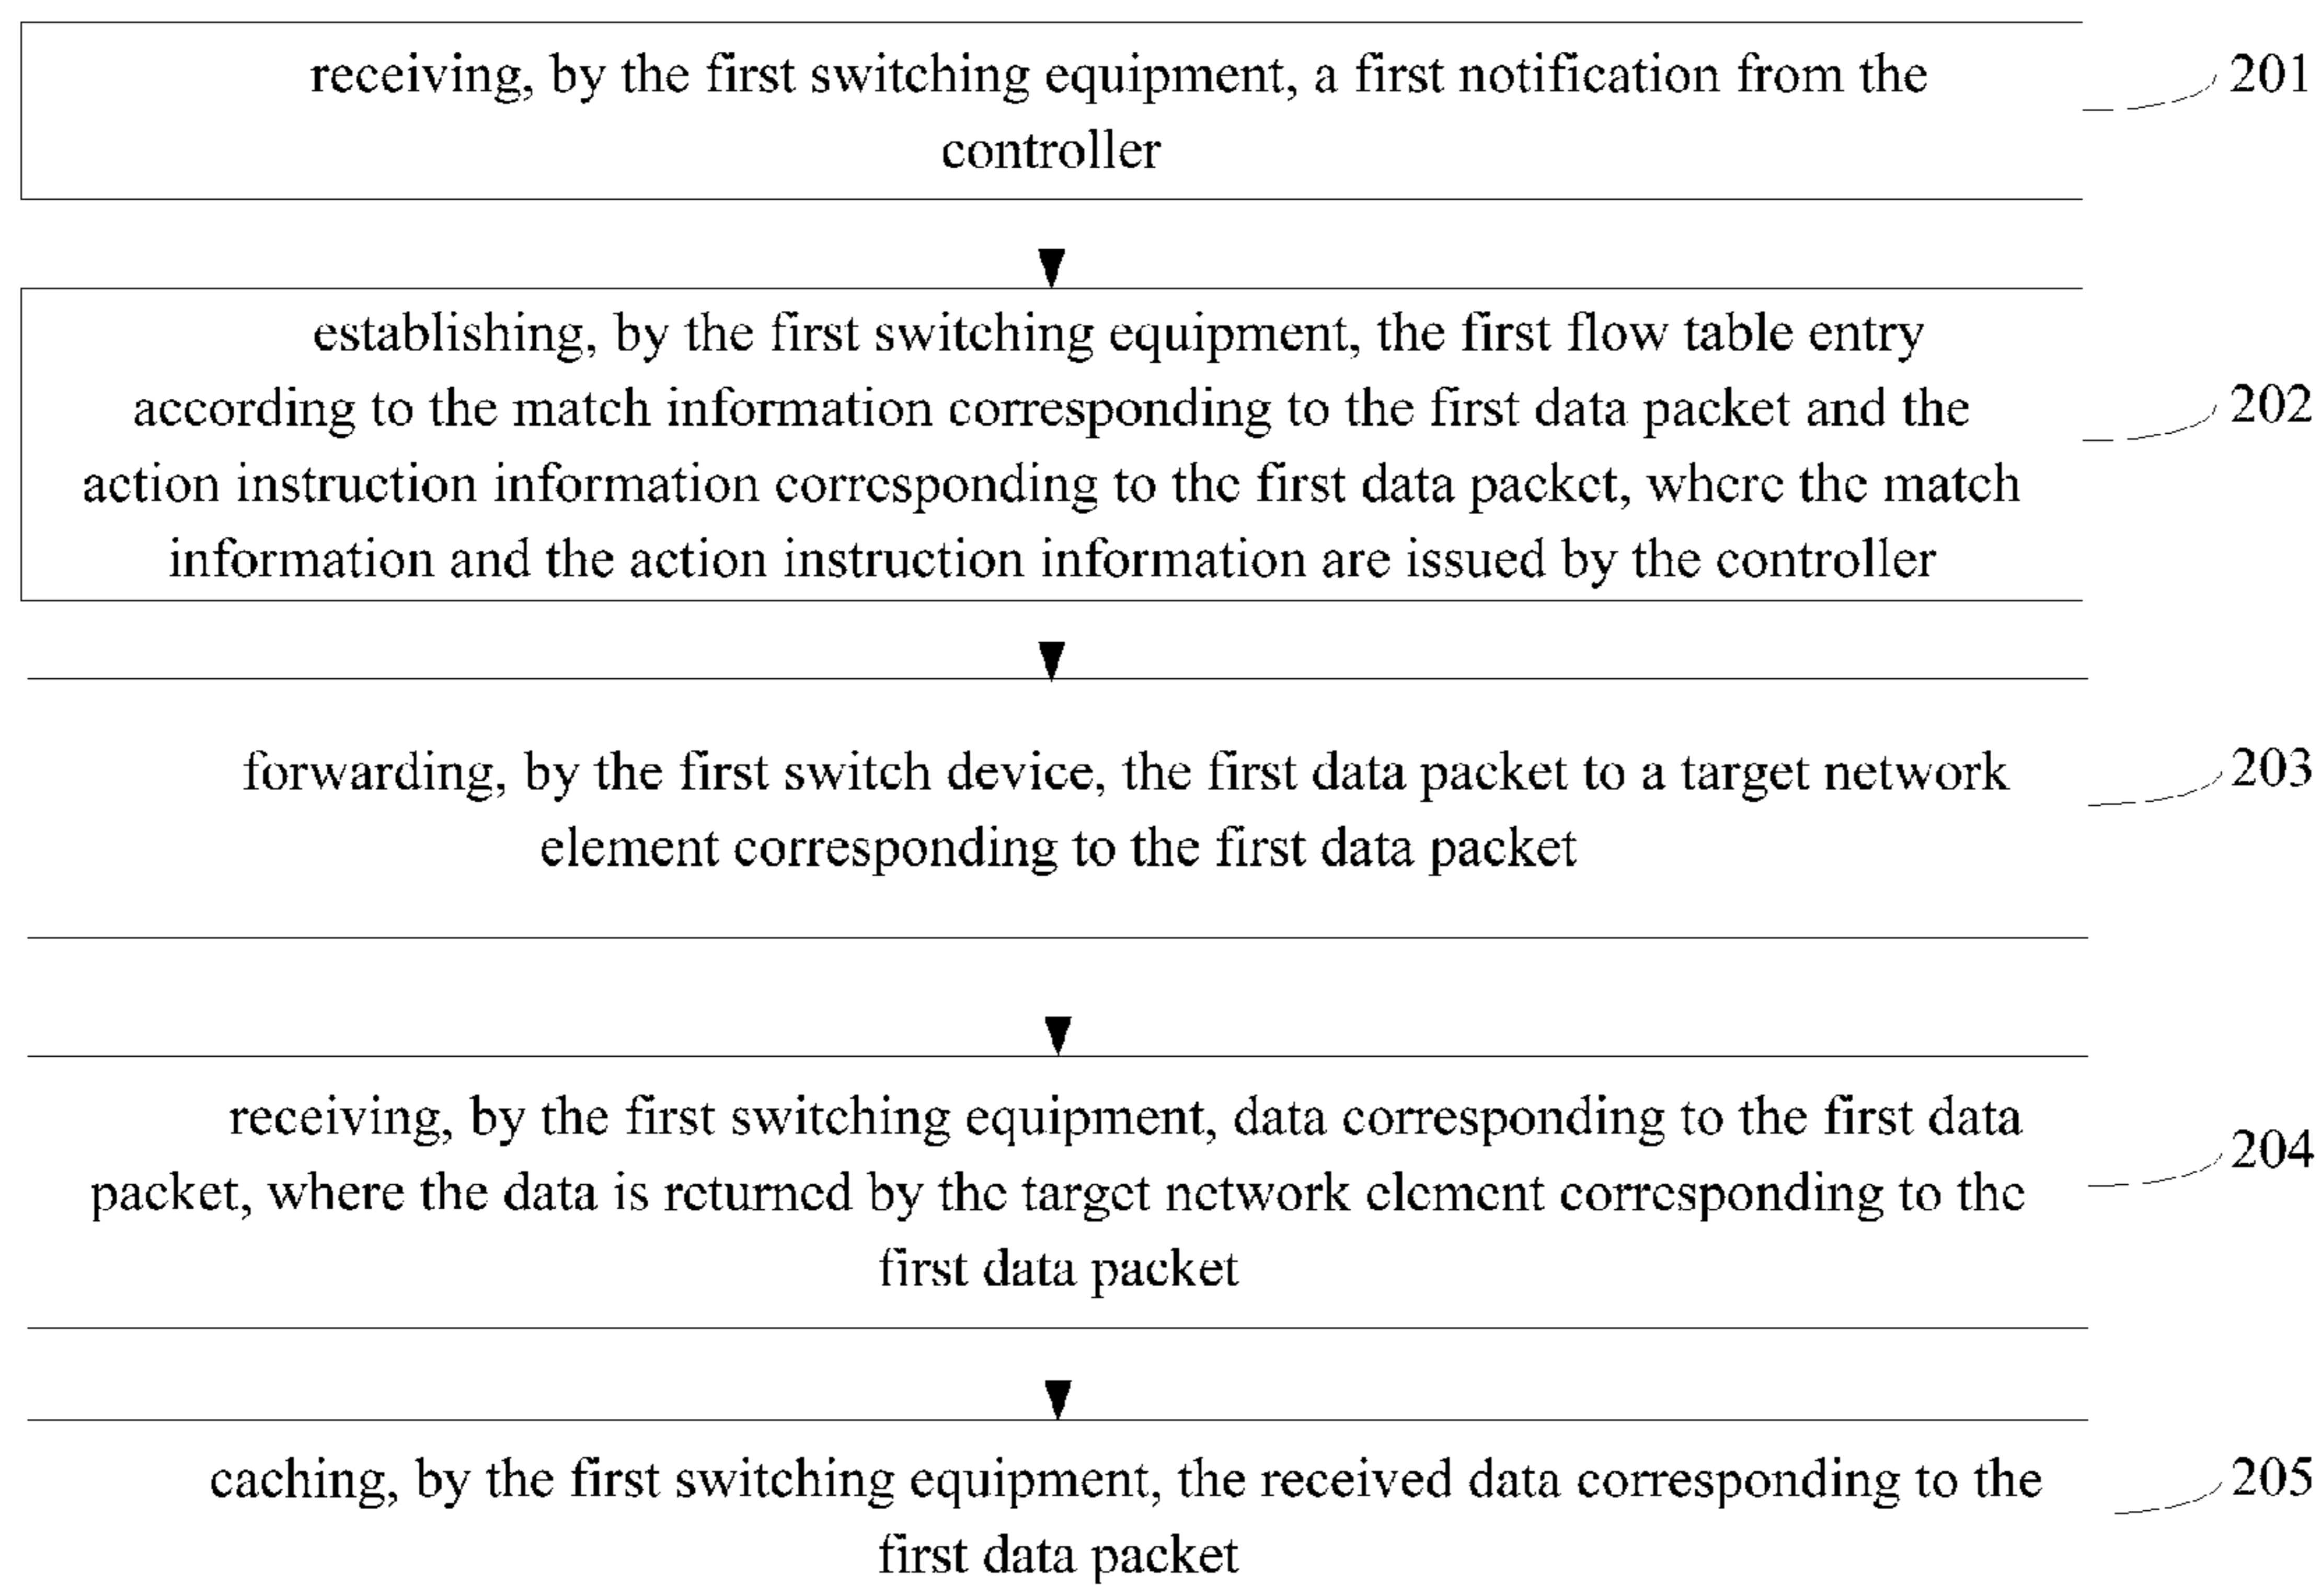 receiving, by the first switching equipment, a first notification from the
controller
201
establishing, by the first switching equipment, the first flow table entry
according to the match information corresponding to the first data packet and the
action instruction information corresponding to the first data packet, where the match
information and the action instruction information are issued by the controller
202
forwarding, by the first switch device, the first data packet to a target network
element corresponding to the first data packet
203
receiving, by the first switching equipment, data corresponding to the first data
packet, where the data is returned by the target network element corresponding to the
first data packet
204
caching, by the first switching equipment, the received data corresponding to the
first data packet
205